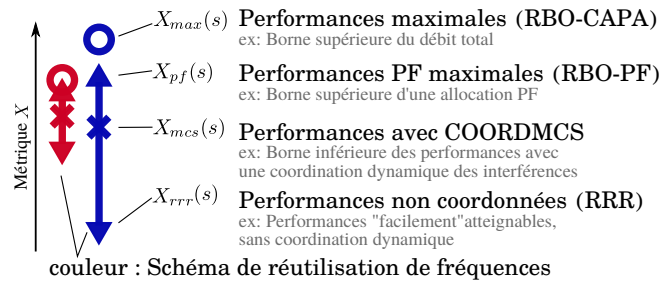 Métrique X
X_max(s)
Performances maximales (RBO-CAPA)
ex: Borne supérieure du débit total
X_pf(s)
Performances PF maximales (RBO-PF)
ex: Borne supérieure d'une allocation PF
X_mcs(s)
Performances avec COORDMCS
ex: Borne inférieure des performances avec
une coordination dynamique des interférences
X_rrr(s)
Performances non coordonnées (RRR)
ex: Performances "facilement"atteignables,
sans coordination dynamique
couleur : Schéma de réutilisation de fréquences